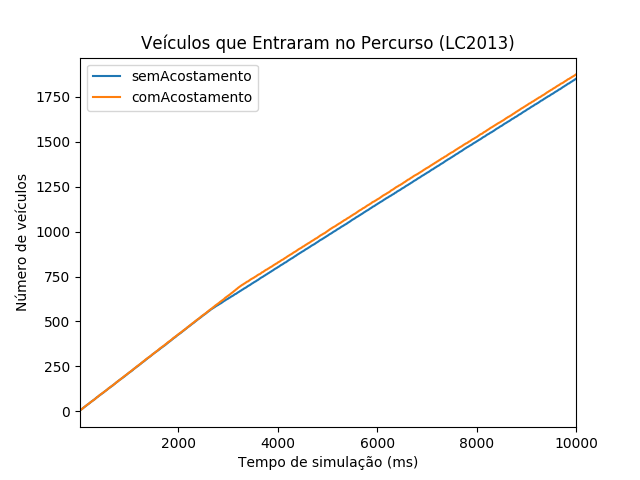 Veículos que Entraram no Percurso (LC2013)
semAcostamento
comAcostamento
Número de veículos
1750
1500
1250
1000
750
500
250
0
2000
4000
6000
8000
10000
Tempo de simulação (ms)